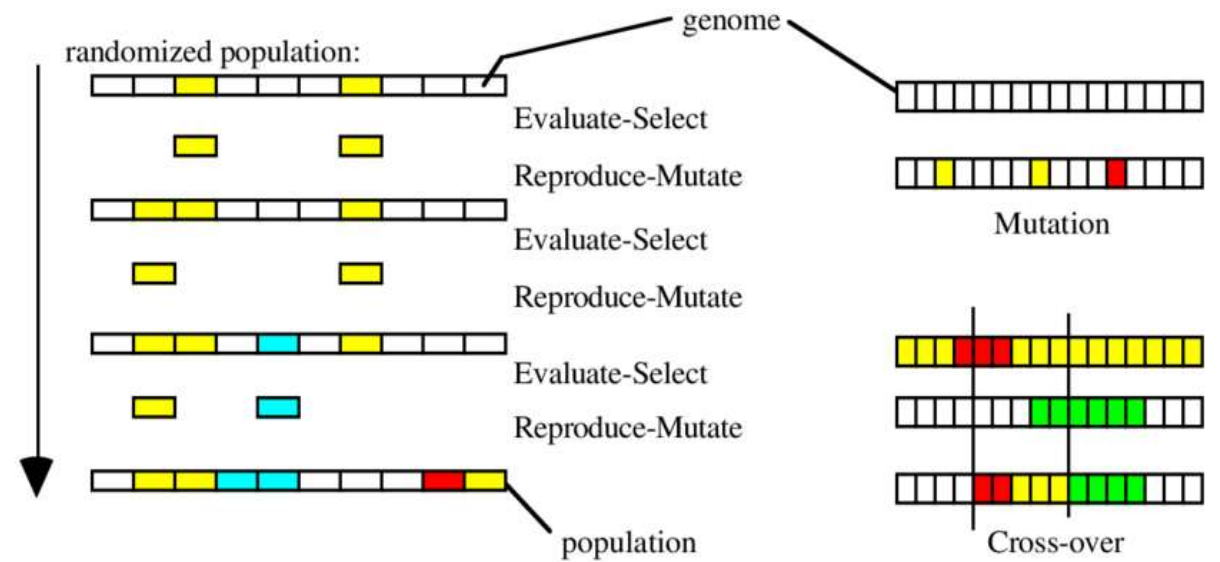 genome
randomized population:
Evaluate-Select
Reproduce-Mutate
Evaluate-Select
Reproduce-Mutate
Evaluate-Select
Reproduce-Mutate
population
Mutation
Cross-over